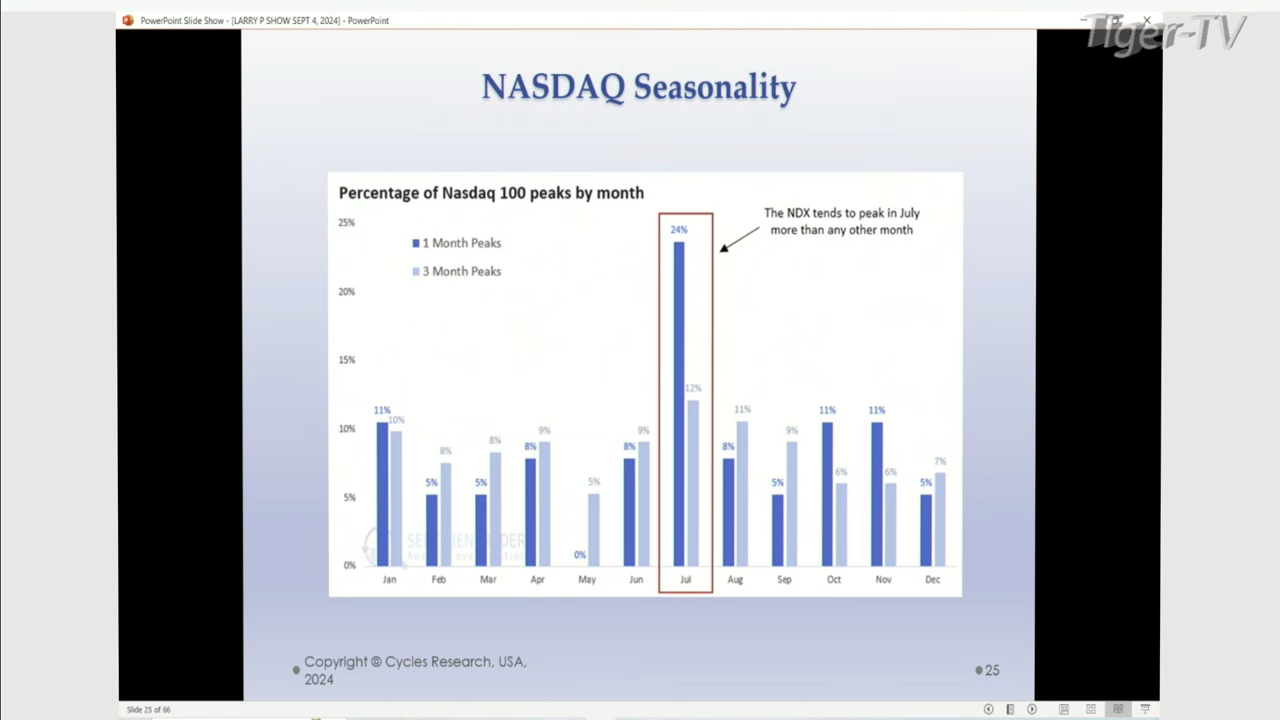 PowerPoint Slide Show - [LARRY P SHOW SEPT 4, 2024] - PowerPoint
Tiger-TV
NASDAQ Seasonality
Percentage of Nasdaq 100 peaks by month
The NDX tends to peak in July
more than any other month
1 Month Peaks
3 Month Peaks
25%
20%
15%
10%
5%
0%
11% 10%
5% 8%
5% 8%
8% 9%
0% 5%
8% 9%
24% 12%
8% 11%
5% 9%
11% 6%
11% 6%
5% 7%
Jan Feb Mar Apr May Jun Jul Aug Sep Oct Nov Dec
Copyright © Cycles Research, USA,
2024
25
Slide 25 of 66